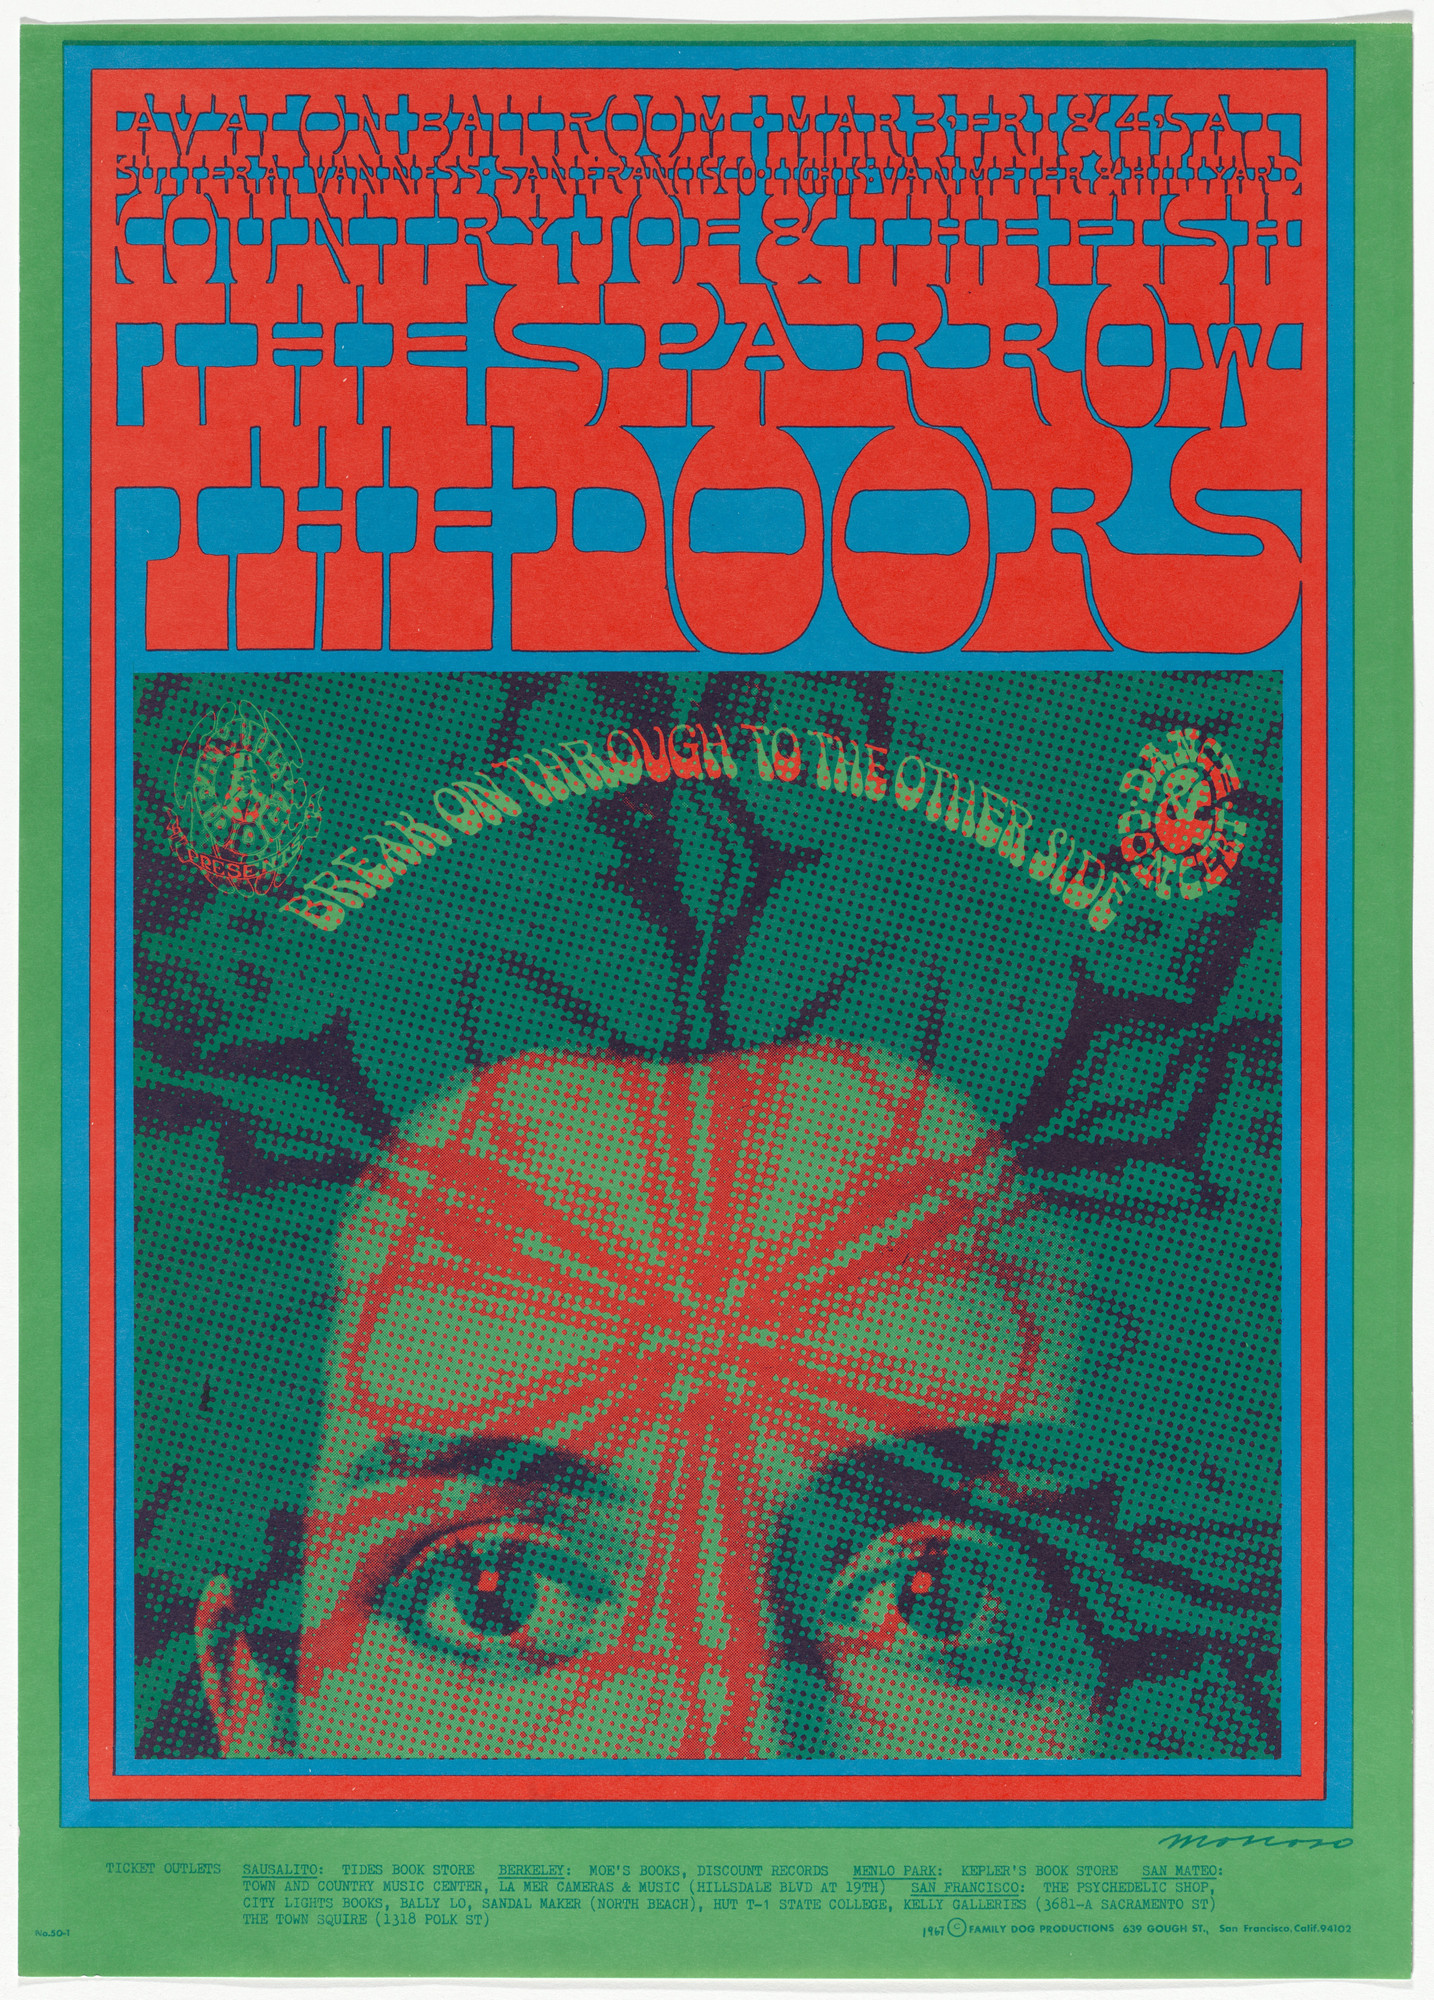 AVALON BALLROOM • MAR 3, FRI & 4, SAT
SUTTER AT VAN NESS • SAN FRANCISCO • LIGHTS: VAN METER & HILLYARD
COUNTRY JOE & THE FISH
THE SPARROW
THE DOORS
PRESENTS
BREAK ON THROUGH TO THE OTHER SIDE
DANCE & CONCERT
moscoso
TICKET OUTLETS SAUSALITO: TIDES BOOK STORE BERKELEY: MOE'S BOOKS, DISCOUNT RECORDS MENLO PARK: KEPLER'S BOOK STORE SAN MATEO:
TOWN AND COUNTRY MUSIC CENTER, LA MER CAMERAS & MUSIC (HILLSDALE BLVD AT 19TH) SAN FRANCISCO: THE PSYCHEDELIC SHOP,
CITY LIGHTS BOOKS, BALLY LO, SANDAL MAKER (NORTH BEACH), HUT T-1 STATE COLLEGE, KELLY GALLERIES (3681-A SACRAMENTO ST)
THE TOWN SQUIRE (1318 POLK ST)
No.50-1
1967 © FAMILY DOG PRODUCTIONS 639 GOUGH ST., San Francisco, Calif. 94102